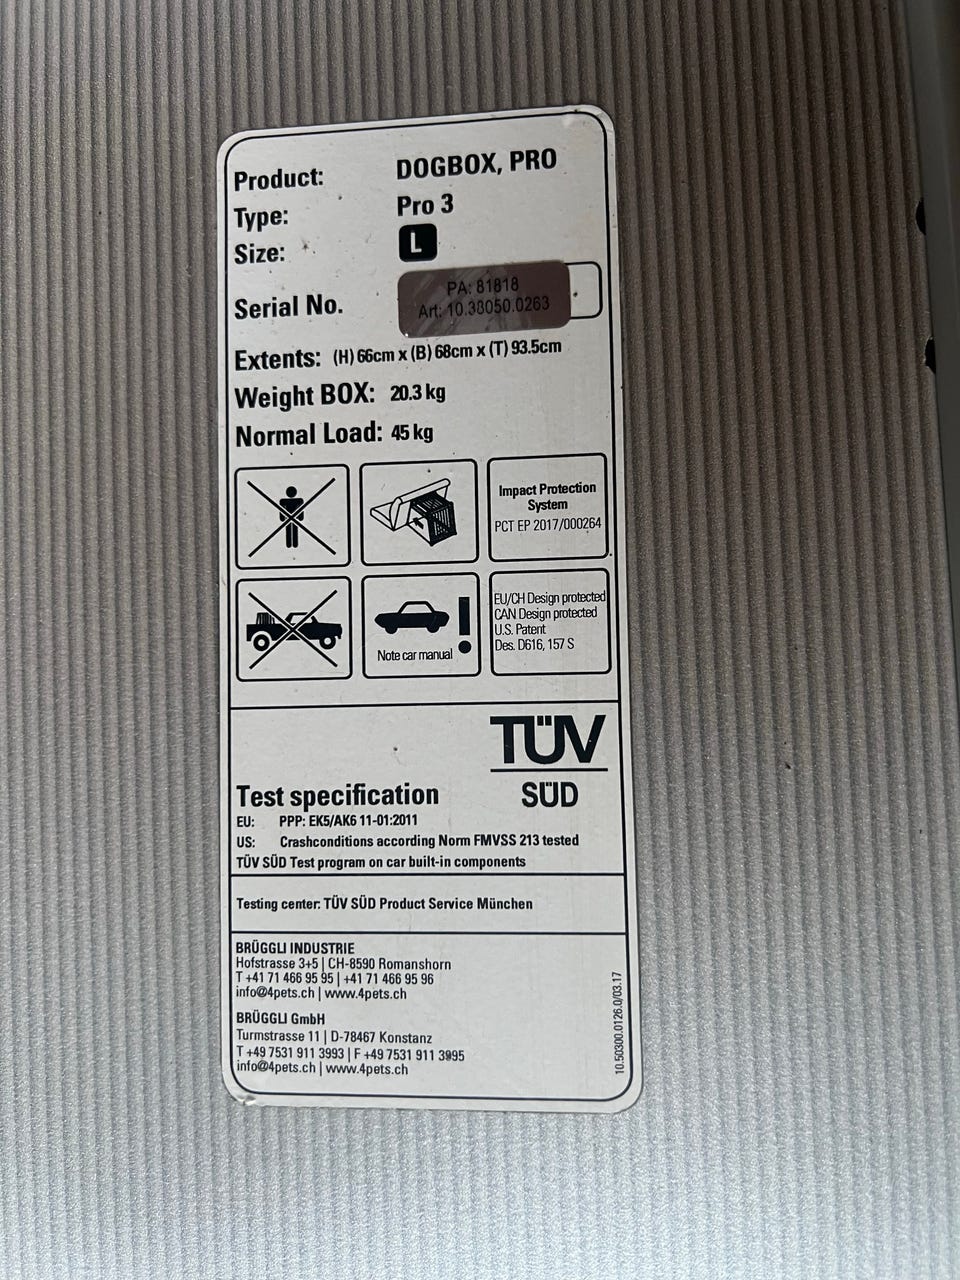 Product: DOGBOX, PRO
Type: Pro 3
Size: L
Serial No. PA: 81818
Art: 10.38050.0263
Extents: (H) 66cm x (B) 68cm x (T) 93.5cm
Weight BOX: 20.3 kg
Normal Load: 45 kg
Impact Protection
System
PCT EP 2017/000264
Note car manual !
EU/CH Design protected
CAN Design protected
U.S. Patent
Des. D616, 157 S
TÜV
SÜD
Test specification
EU: PPP: EK5/AK6 11-01:2011
US: Crashconditions according Norm FMVSS 213 tested
TÜV SÜD Test program on car built-in components
Testing center: TÜV SÜD Product Service München
BRÜGGLI INDUSTRIE
Hofstrasse 3+5 | CH-8590 Romanshorn
T +41 71 466 95 95 | +41 71 466 95 96
info@4pets.ch | www.4pets.ch
BRÜGGLI GmbH
Turmstrasse 11 | D-78467 Konstanz
T +49 7531 911 3993 | F +49 7531 911 3995
info@4pets.ch | www.4pets.ch
10.50300.0126.0/03.17